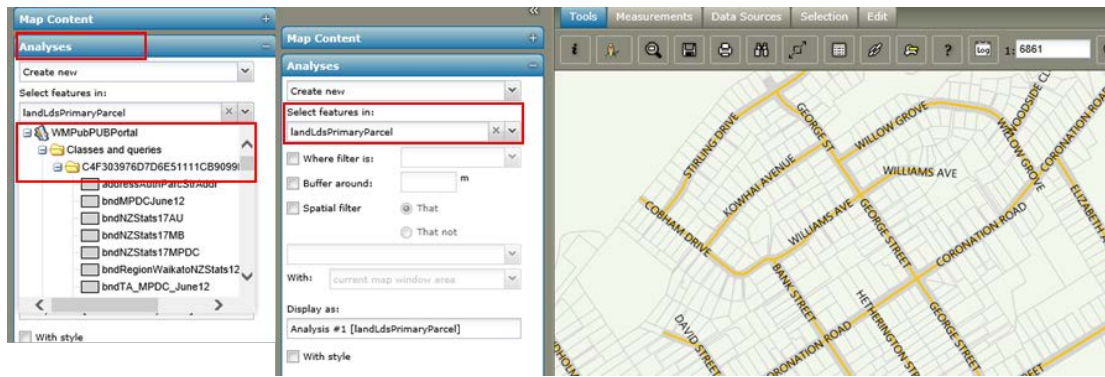 Map Content
Analyses
Create new
Select features in:
landLdsPrimaryParcel
WMPubPUBPortal
Classes and queries
C4F303976D7D6E51111CB9099
addressAuthParcStrAddr
bndMPDCJune12
bndNZStats17AU
bndNZStats17MB
bndNZStats17MPDC
bndRegionWaikatoNZStats12
bndTA_MPDC_June12
With style
Map Content
Analyses
Create new
Select features in:
landLdsPrimaryParcel
Where filter is:
Buffer around: m
Spatial filter That
That not
With: current map window area
Display as:
Analysis #1 [landLdsPrimaryParcel]
With style
Tools Measurements Data Sources Selection Edit
i ? Log 1: 6861
STIRLING DRIVE
GEORGE ST
WILLOW GROVE
WOODSIDE CL
CORONATION ROAD
WILLOW GROVE
KOWHAI AVENUE
WILLIAMS AVE
ELIZABETH A
COBHAM DRIVE
WILLIAMS AVE
GEORGE STREET
CORONATION ROAD
BANK STREET
HETHERINGTON ST
GEORGE STREET
DAVID STREET
CORONATION ROAD